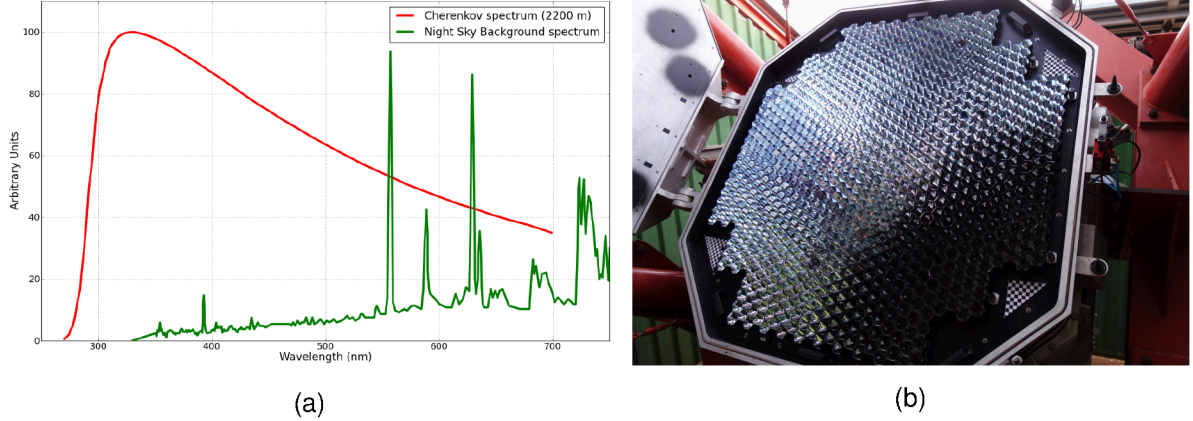 Cherenkov spectrum (2200 m)
Night Sky Background spectrum
Arbitrary Units
100
80
60
40
20
0
300 400 500 600 700
Wavelength (nm)
(a)
(b)